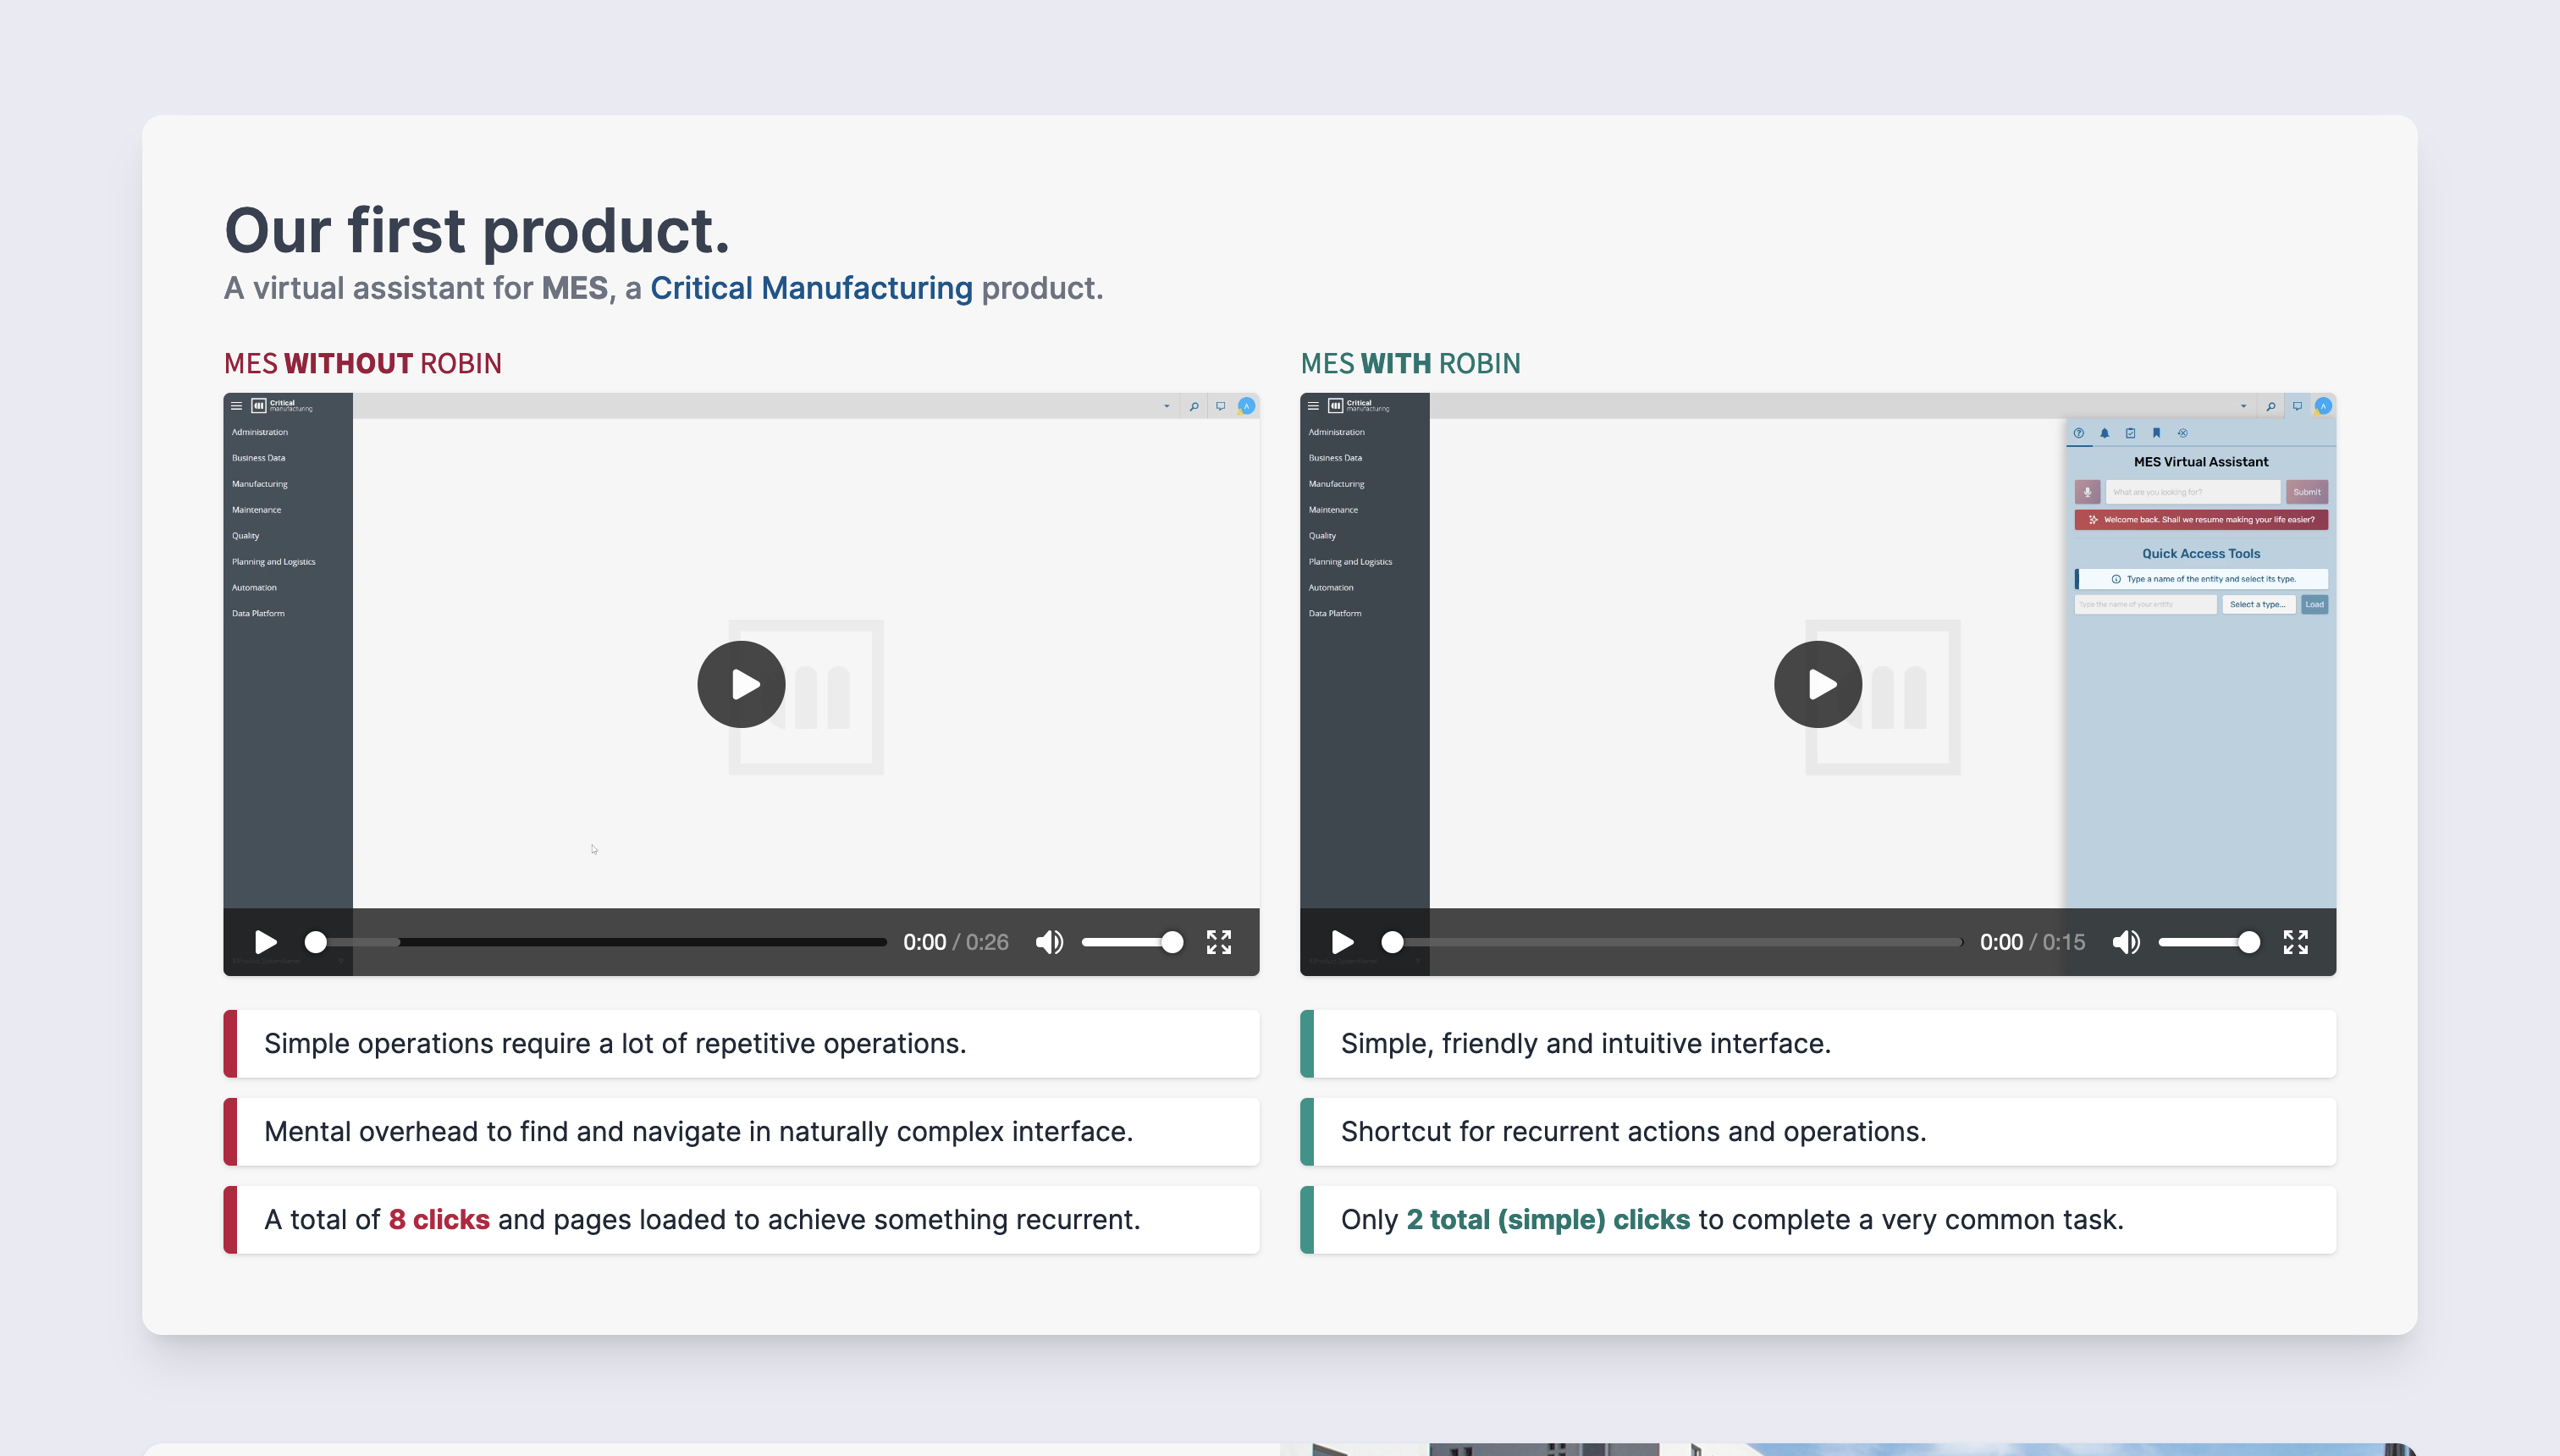 Our first product.
A virtual assistant for MES, a Critical Manufacturing product.
MES WITHOUT ROBIN
Critical
manufacturing
Administration
Business Data
Manufacturing
Maintenance
Quality
Planning and Logistics
Automation
Data Platform
0:00 / 0:26
Simple operations require a lot of repetitive operations.
Mental overhead to find and navigate in naturally complex interface.
A total of 8 clicks and pages loaded to achieve something recurrent.
MES WITH ROBIN
Critical
manufacturing
Administration
Business Data
Manufacturing
Maintenance
Quality
Planning and Logistics
Automation
Data Platform
MES Virtual Assistant
What are you looking for?
Submit
Welcome back. Shall we resume making your life easier?
Quick Access Tools
Type a name of the entity and select its type.
Type the name of your entity
Select a type...
Load
0:00 / 0:15
Simple, friendly and intuitive interface.
Shortcut for recurrent actions and operations.
Only 2 total (simple) clicks to complete a very common task.